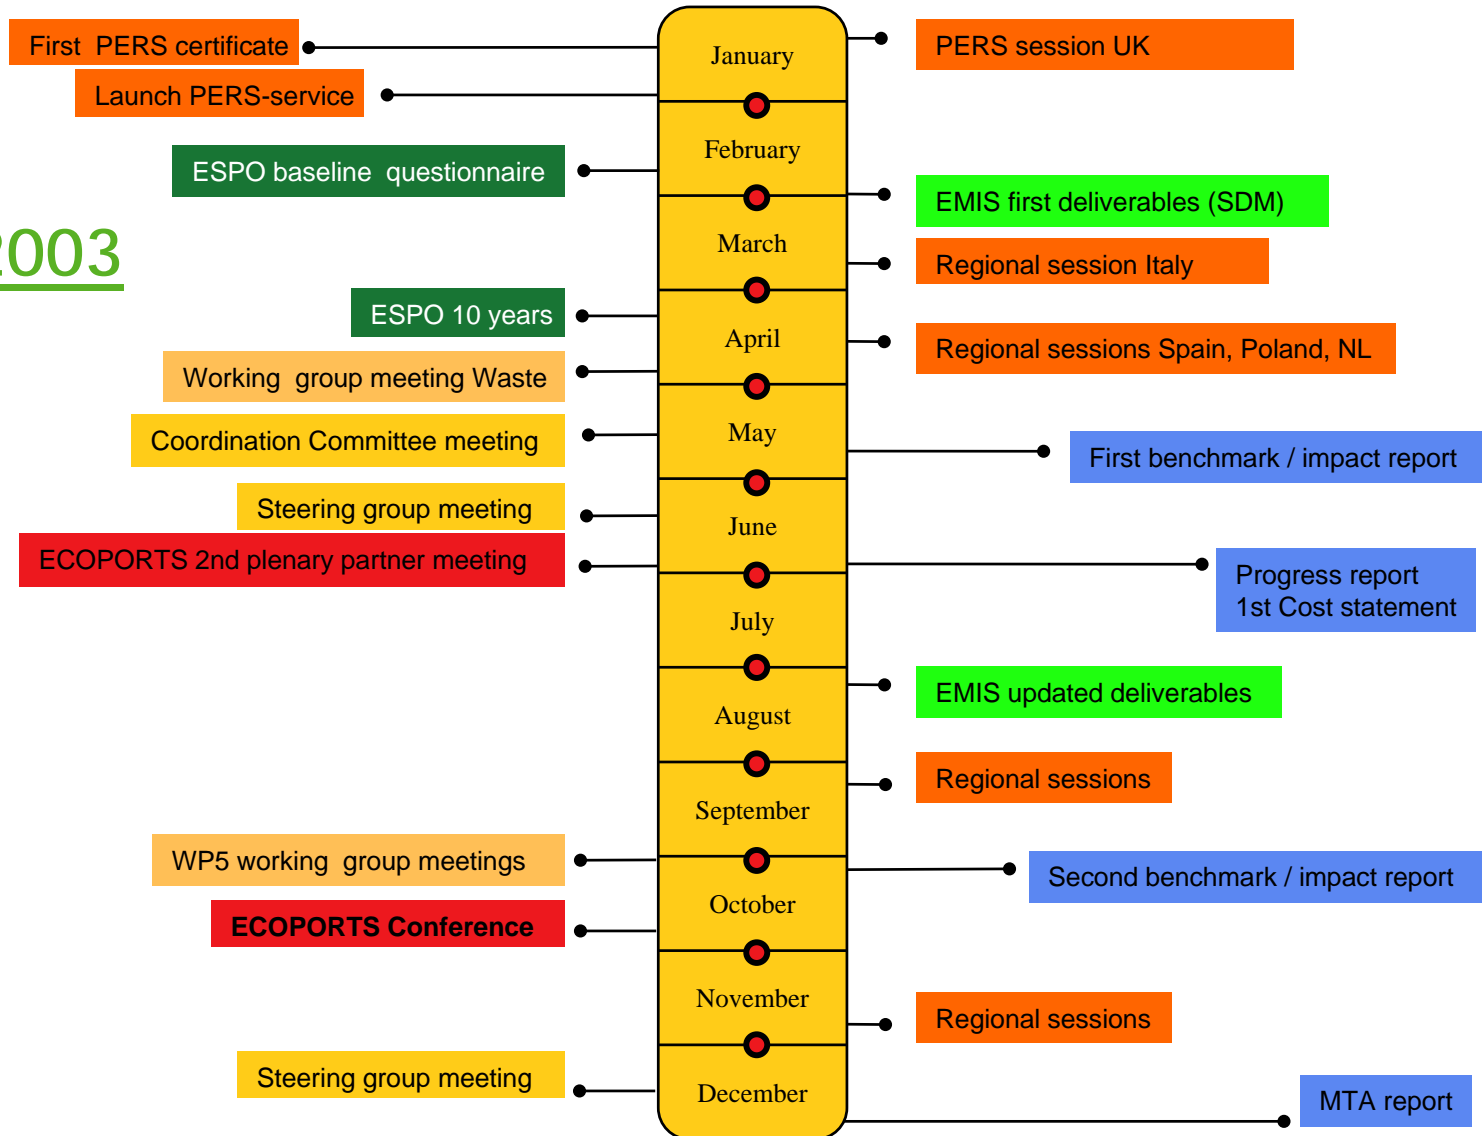 First PERS certificate
January
PERS session UK
Launch PERS-service
February
ESPO baseline questionnaire
EMIS first deliverables (SDM)
2003
March
Regional session Italy
ESPO 10 years
April
Regional sessions Spain, Poland, NL
Working group meeting Waste
Coordination Committee meeting
May
First benchmark / impact report
Steering group meeting
June
ECOPORTS 2nd plenary partner meeting
Progress report
1st Cost statement
July
EMIS updated deliverables
August
Regional sessions
September
WP5 working group meetings
Second benchmark / impact report
October
ECOPORTS Conference
November
Regional sessions
Steering group meeting
December
MTA report